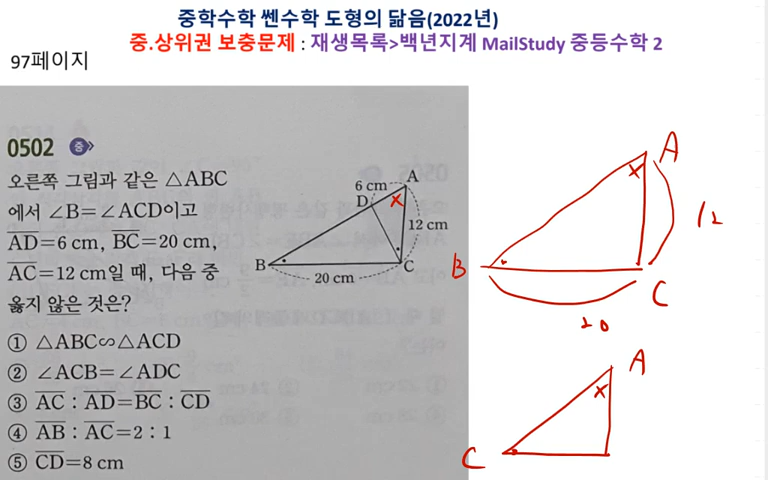 중학수학 쎈수학 도형의 닮음(2022년)
중.상위권 보충문제 : 재생목록>백년지계 MailStudy 중등수학 2
97페이지
0502 중
오른쪽 그림과 같은 △ABC
에서 ∠B=∠ACD이고
AD=6 cm, BC=20 cm,
AC=12 cm일 때, 다음 중
옳지 않은 것은?
① △ABC∽△ACD
② ∠ACB=∠ADC
③ AC : AD=BC : CD
④ AB : AC=2 : 1
⑤ CD=8 cm
6 cm
A
D
12 cm
B
C
20 cm
A
12
B
C
20
A
C